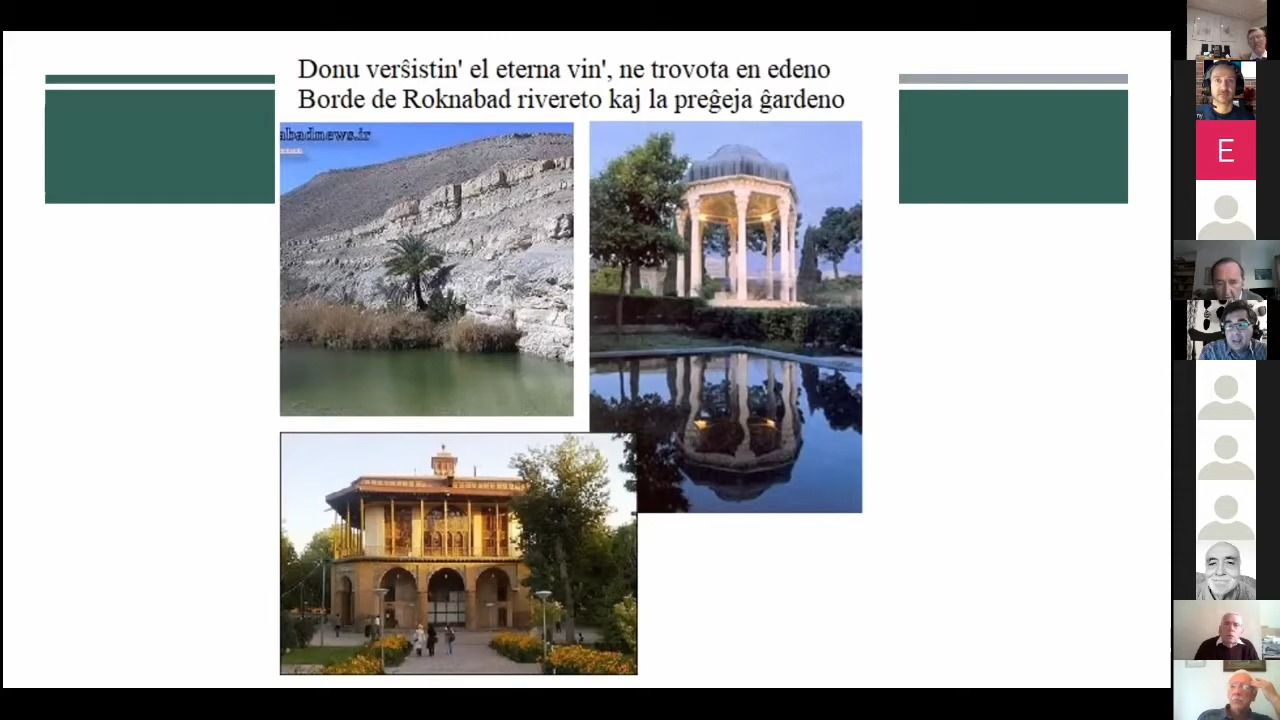 Donu verŝistin' el eterna vin', ne trovota en edeno
Borde de Roknabad rivereto kaj la preĝeja ĝardeno
abadnews.ir
E